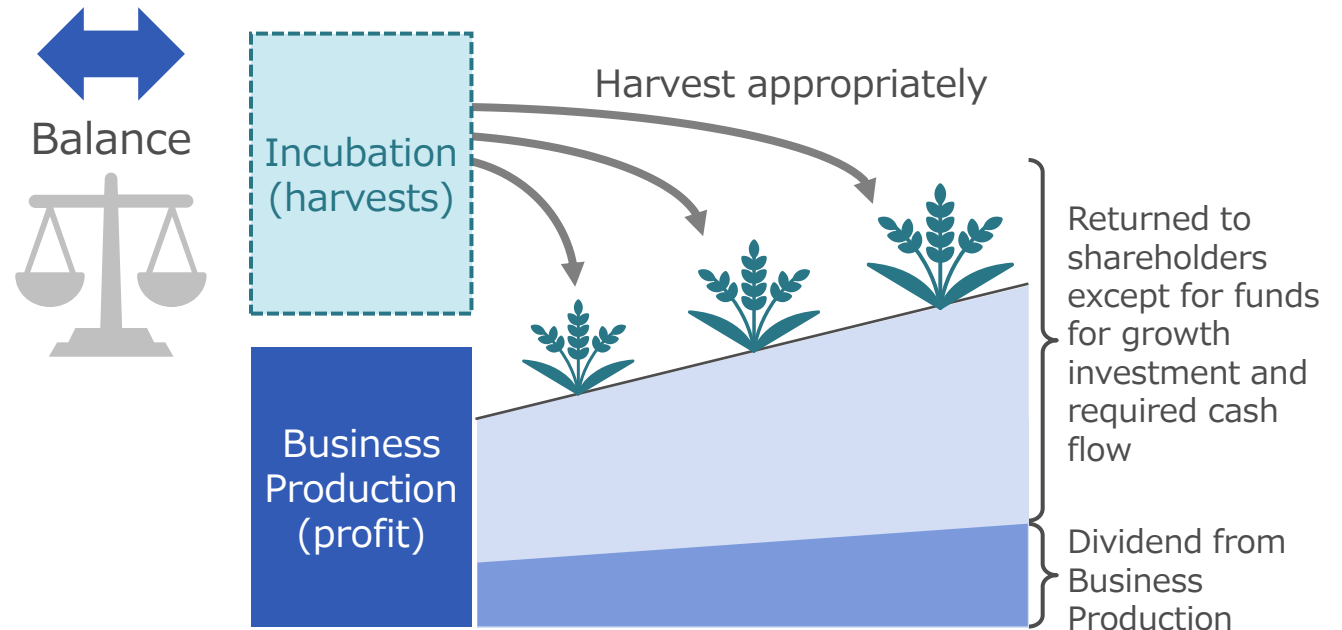 Balance
Incubation
(harvests)
Harvest appropriately
Business
Production
(profit)
Returned to
shareholders
except for funds
for growth
investment and
required cash
flow
Dividend from
Business
Production